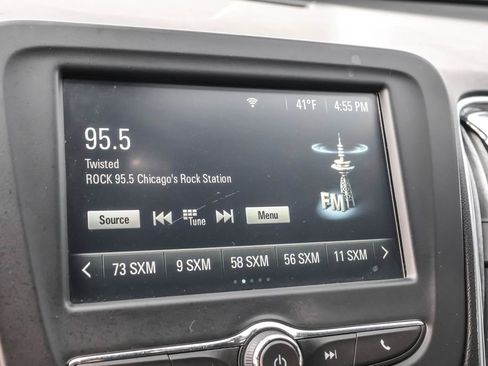 41°F 4:55 PM
95.5
Twisted
ROCK 95.5 Chicago's Rock Station
FM
Source Tune Menu
73 SXM 9 SXM 58 SXM 56 SXM 11 SXM